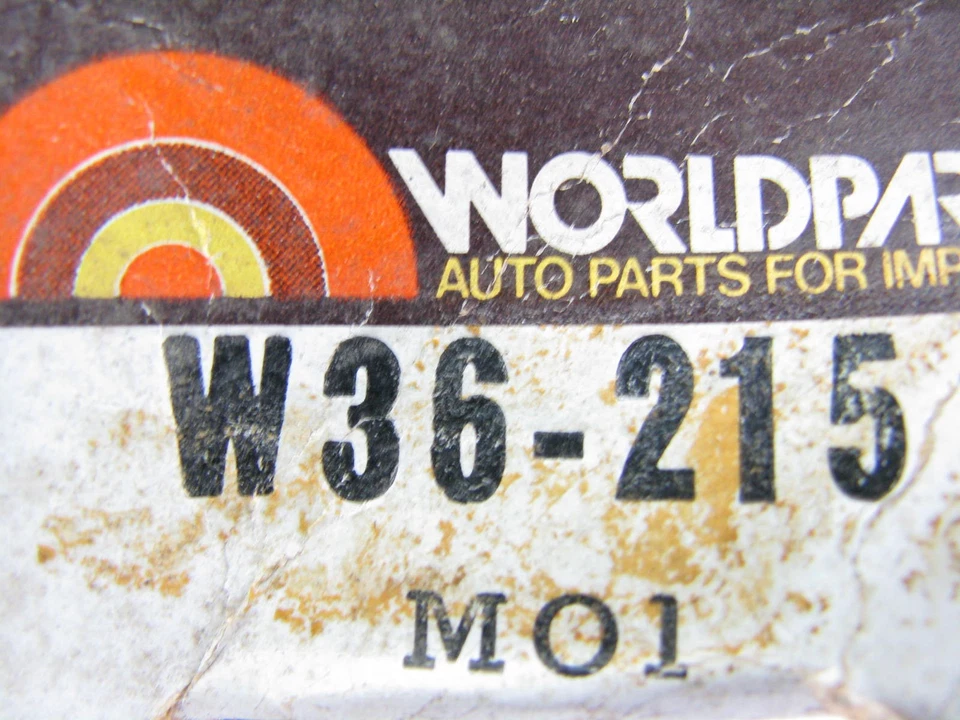 WORLDPAR
AUTO PARTS FOR IMP
W36-215
MO1